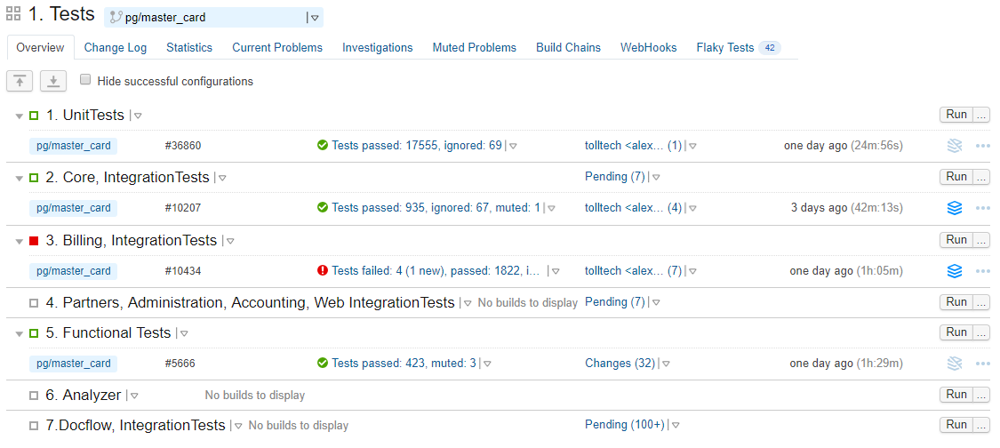 1. Tests pg/master_card
Overview Change Log Statistics Current Problems Investigations Muted Problems Build Chains WebHooks Flaky Tests 42
Hide successful configurations
1. UnitTests Run ...
pg/master_card #36860 Tests passed: 17555, ignored: 69 tolltech <alex... (1) one day ago (24m:56s)
2. Core, IntegrationTests Pending (7) Run ...
pg/master_card #10207 Tests passed: 935, ignored: 67, muted: 1 tolltech <alex... (4) 3 days ago (42m:13s)
3. Billing, IntegrationTests Run ...
pg/master_card #10434 Tests failed: 4 (1 new), passed: 1822, i... tolltech <alex... (7) one day ago (1h:05m)
4. Partners, Administration, Accounting, Web IntegrationTests No builds to display Pending (7) Run ...
5. Functional Tests Run ...
pg/master_card #5666 Tests passed: 423, muted: 3 Changes (32) one day ago (1h:29m)
6. Analyzer No builds to display Run ...
7.Docflow, IntegrationTests No builds to display Pending (100+) Run ...